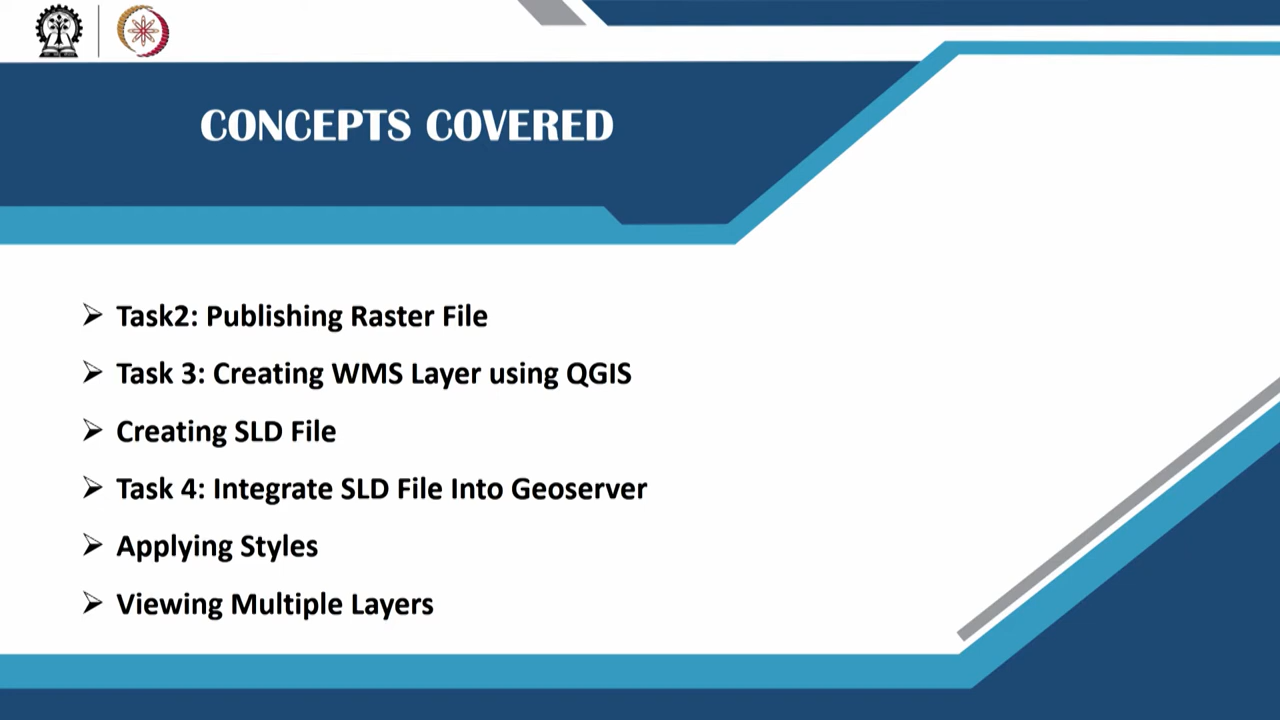 CONCEPTS COVERED
Task2: Publishing Raster File
Task 3: Creating WMS Layer using QGIS
Creating SLD File
Task 4: Integrate SLD File Into Geoserver
Applying Styles
Viewing Multiple Layers